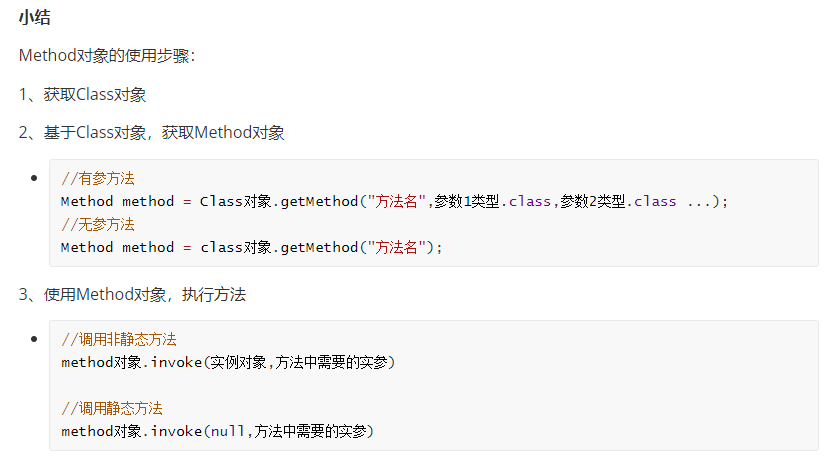 小结
Method对象的使用步骤：
1、获取Class对象
2、基于Class对象，获取Method对象
//有参方法
Method method = Class对象.getMethod("方法名",参数1类型.class,参数2类型.class ...);
//无参方法
Method method = class对象.getMethod("方法名");
3、使用Method对象，执行方法
//调用非静态方法
method对象.invoke(实例对象,方法中需要的实参)
//调用静态方法
method对象.invoke(null,方法中需要的实参)